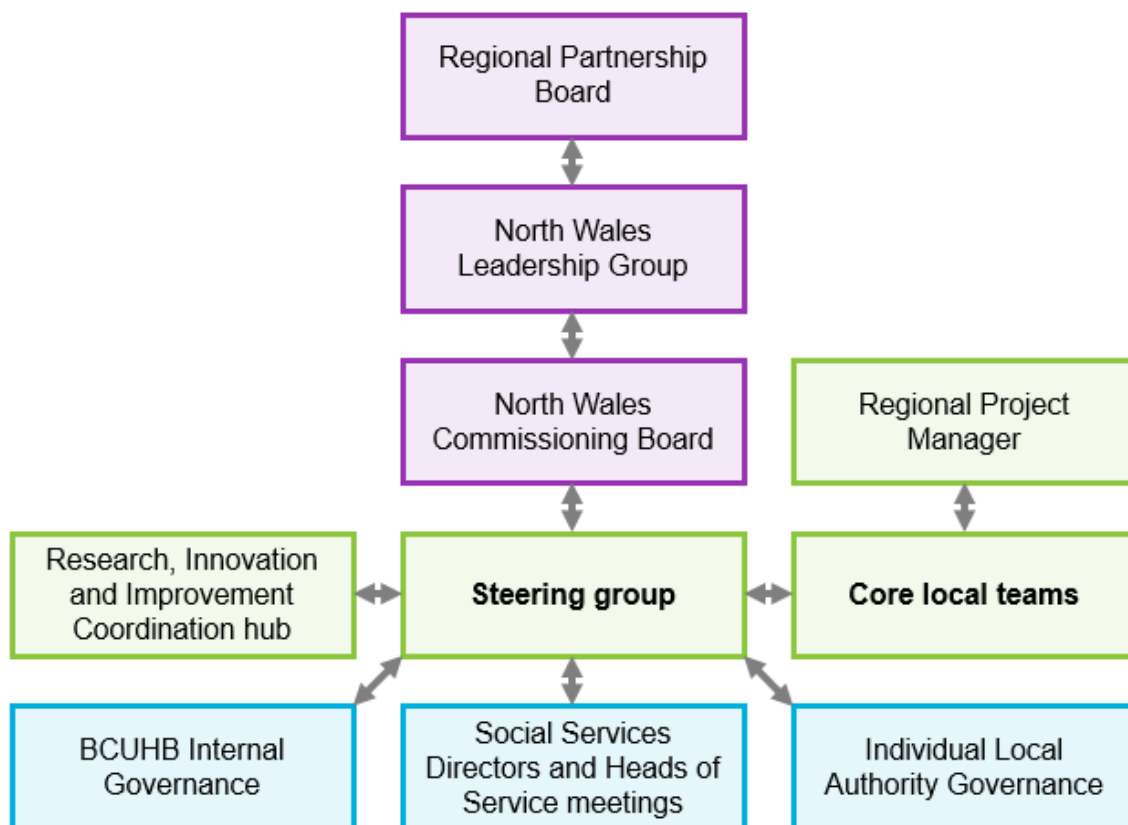 Regional Partnership
Board
North Wales
Leadership Group
North Wales
Commissioning Board
Regional Project
Manager
Research, Innovation
and Improvement
Coordination hub
Steering group
Core local teams
BCUHB Internal
Governance
Social Services
Directors and Heads of
Service meetings
Individual Local
Authority Governance